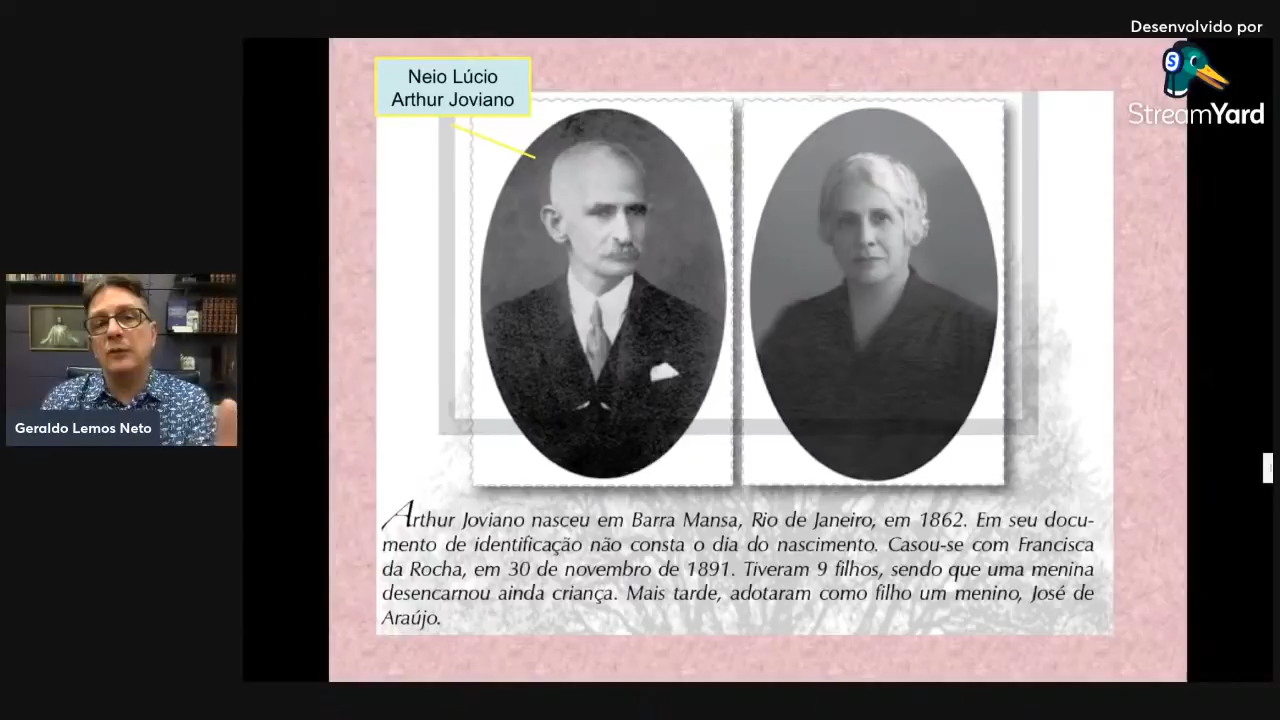 Desenvolvido por
StreamYard
Neio Lúcio
Arthur Joviano
Geraldo Lemos Neto
Arthur Joviano nasceu em Barra Mansa, Rio de Janeiro, em 1862. Em seu docu-
mento de identificação não consta o dia do nascimento. Casou-se com Francisca
da Rocha, em 30 de novembro de 1891. Tiveram 9 filhos, sendo que uma menina
desencarnou ainda criança. Mais tarde, adotaram como filho um menino, José de
Araújo.